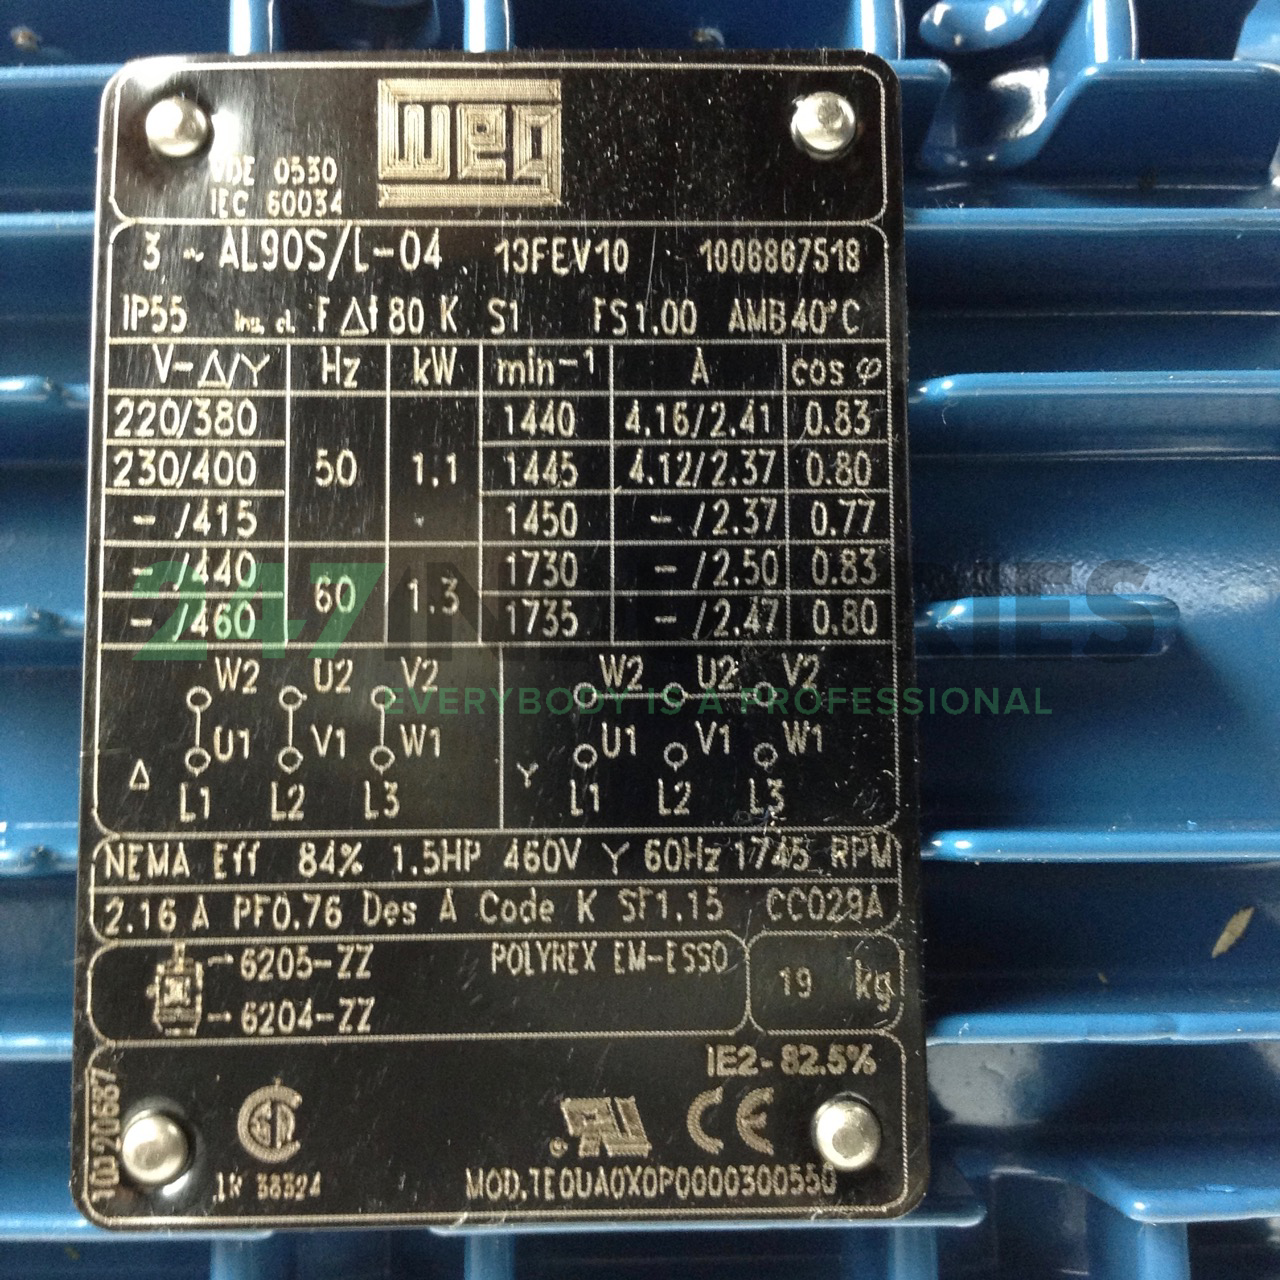 weg
VDE 0530
IEC 60034
3 ~ AL90S/L-04 13FEV10 1006867518
IP55 Ins. cl. F Δt 80 K S1 FS1.00 AMB 40°C
V-Δ/Y Hz kW min⁻¹ A cos φ
220/380 1440 4.16/2.41 0.83
230/400 50 1.1 1445 4.12/2.37 0.80
- /415 1450 - /2.37 0.77
- /440 1730 - /2.50 0.83
60 1.3
- /460 1735 - /2.47 0.80
247 INDUSTRIES
EVERYBODY IS A PROFESSIONAL
W2 U2 V2 W2 U2 V2
U1 V1 W1 U1 V1 W1
Δ L1 L2 L3 Y L1 L2 L3
NEMA Eff 84% 1.5HP 460V Y 60Hz 1745 RPM
2.16 A PF0.76 Des A Code K SF1.15 CC029A
→6205-ZZ POLYREX EM-ESSO
→6204-ZZ
19 kg
IE2-82.5%
CE
MOD.TE0UA0X0P0000300550